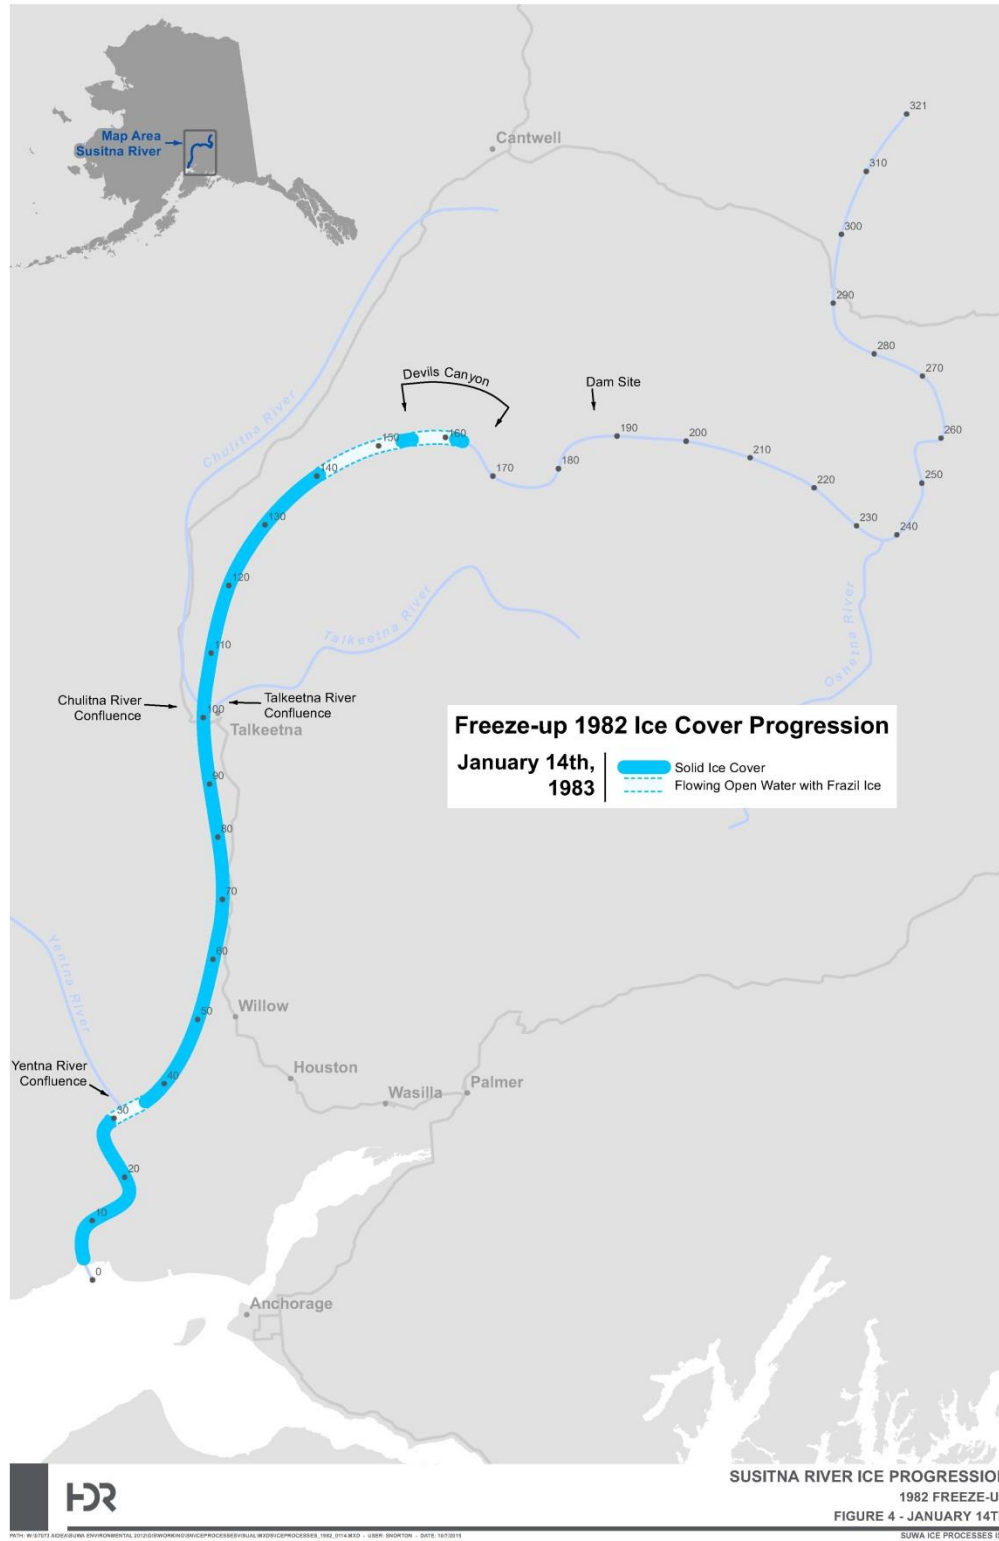 Map Area
Susitna River
Cantwell
321
310
300
290
280
270
260
250
240
230
220
210
200
190
180
170
160
150
140
130
120
110
100
90
80
70
60
50
40
30
20
10
0
Devils Canyon
Dam Site
Chulitna River
Talkeetna River
Oshetna River
Chulitna River
Confluence
Talkeetna River
Confluence
Talkeetna
Freeze-up 1982 Ice Cover Progression
January 14th,
1983
Solid Ice Cover
Flowing Open Water with Frazil Ice
Yentna River
Willow
Yentna River
Confluence
Houston
Wasilla
Palmer
Anchorage
HDR
SUSITNA RIVER ICE PROGRESSION
1982 FREEZE-U
FIGURE 4 - JANUARY 14T
SUWA ICE PROCESSES